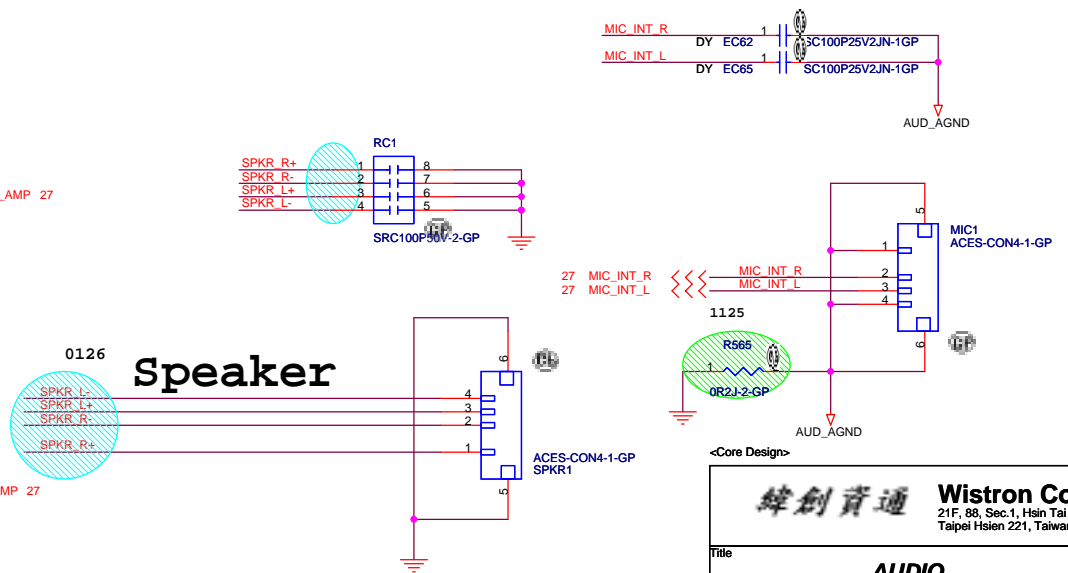 MIC_INT_R
1
DY EC62 SC100P25V2JN-1GP
MIC_INT_L
1
DY EC65 SC100P25V2JN-1GP
AUD_AGND
RC1
SPKR_R+ 1 8
SPKR_R- 2 7
SPKR_L+ 3 6
SPKR_L- 4 5
SRC100P50V-2-GP
_AMP 27
5
MIC1
ACES-CON4-1-GP
1
27 MIC_INT_R MIC_INT_R 2
27 MIC_INT_L MIC_INT_L 3
4
6
1125
R565
1
0R2J-2-GP
AUD_AGND
0126
Speaker
6
SPKR_L- 4
SPKR_L+ 3
SPKR_R- 2
SPKR_R+ 1
5
ACES-CON4-1-GP
SPKR1
MP 27
<Core Design>
緯創資通
Wistron Co
21F, 88, Sec.1, Hsin Tai
Taipei Hsien 221, Taiwan
Title
AUDIO